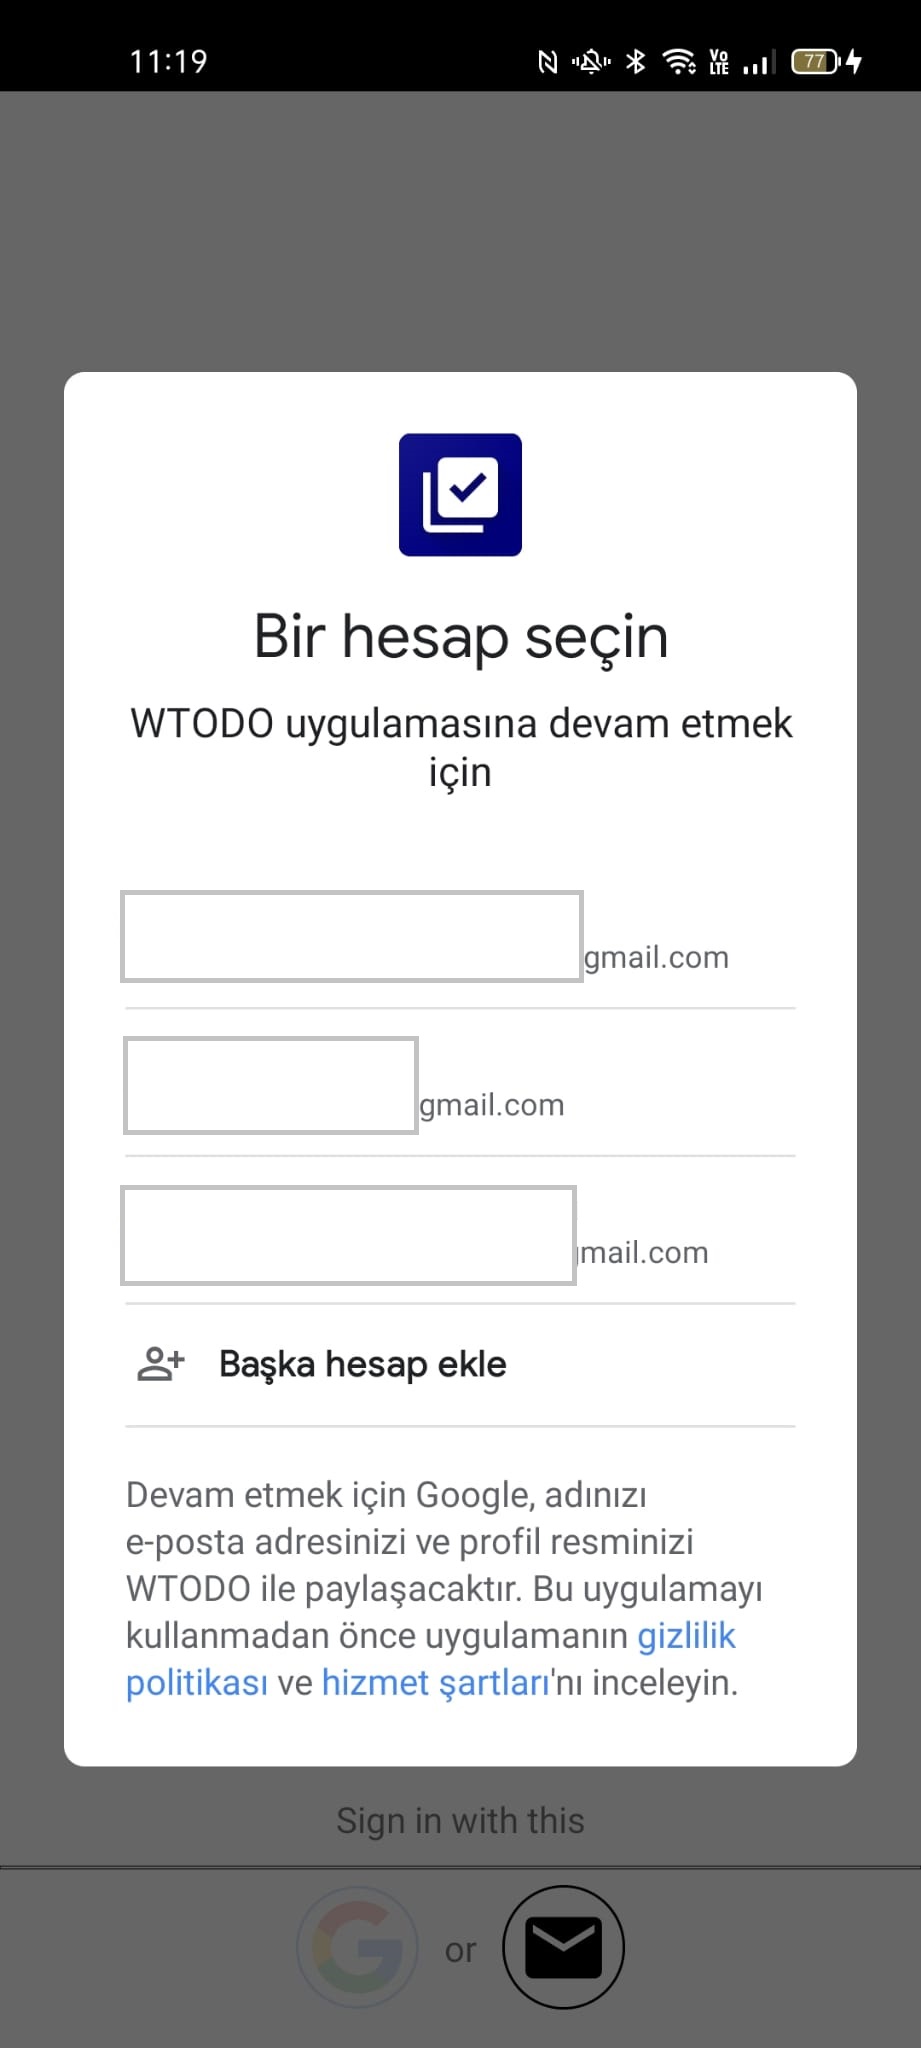 11:19
Vo
LTE
77
Bir hesap seçin
WTODO uygulamasına devam etmek
için
gmail.com
gmail.com
mail.com
Başka hesap ekle
Devam etmek için Google, adınızı
e-posta adresinizi ve profil resminizi
WTODO ile paylaşacaktır. Bu uygulamayı
kullanmadan önce uygulamanın gizlilik
politikası ve hizmet şartları'nı inceleyin.
Sign in with this
G or